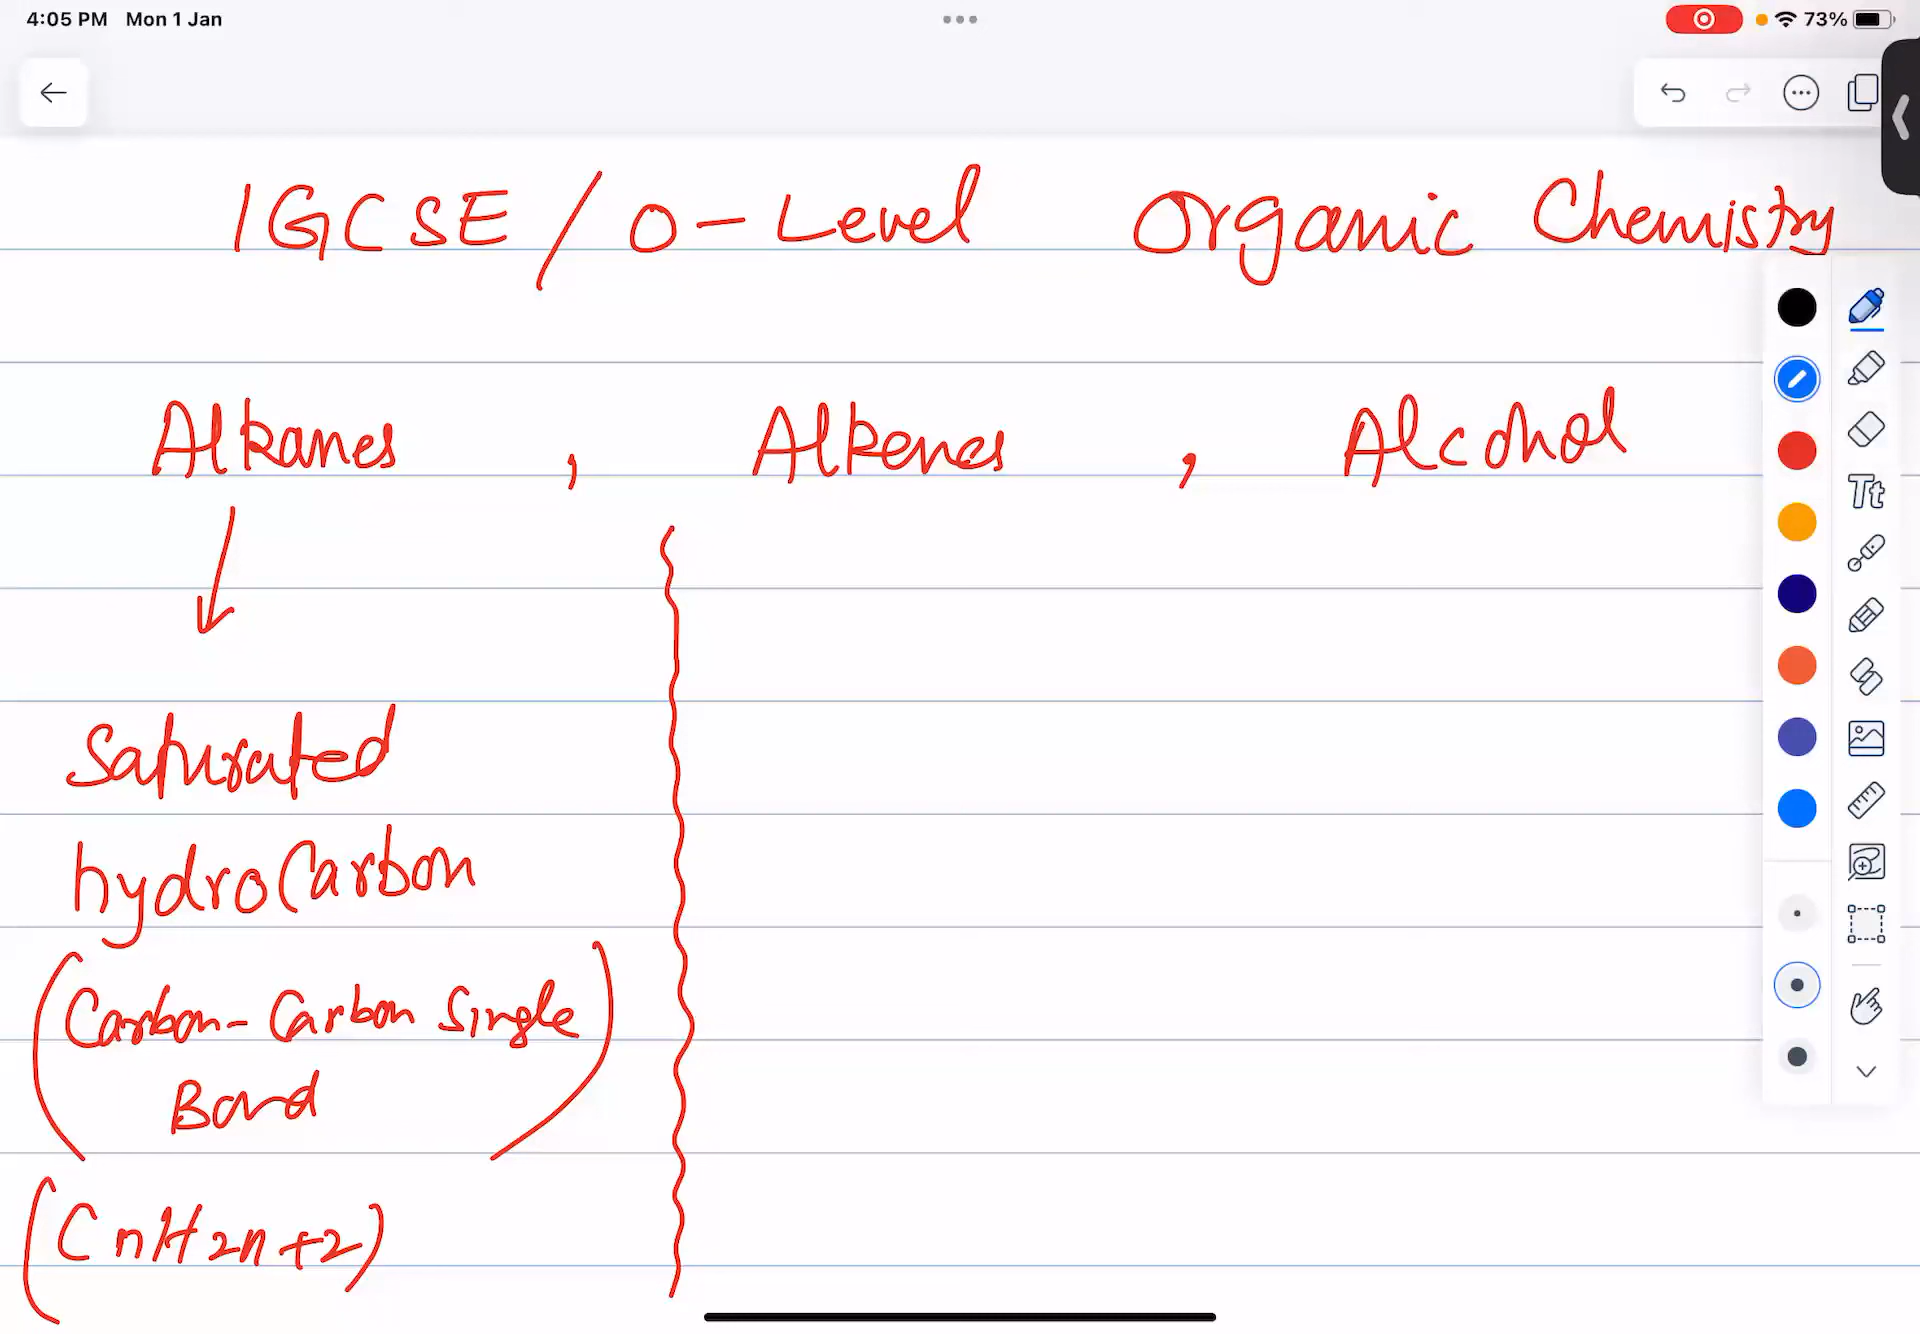 4:05 PM Mon 1 Jan
73%
IGCSE / O-Level Organic Chemistry
Tt
Alkanes , Alkenes , Alcohol
Saturated
hydroCarbon
(Carbon-Carbon Single
Bond)
(CnH2n+2)